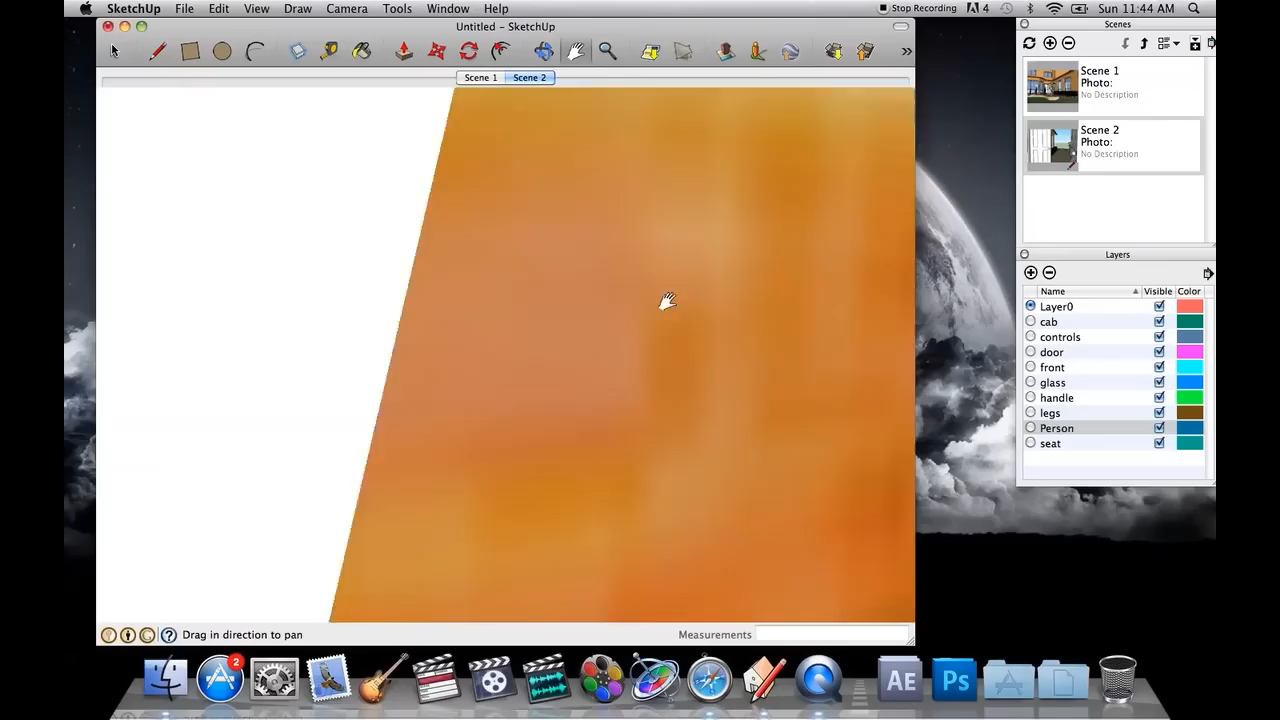 SketchUp File Edit View Draw Camera Tools Window Help Stop Recording 4 Sun 11:44 AM
Untitled - SketchUp
Scenes
Scene 1 Scene 2
Scene 1
Photo:
No Description
Scene 2
Photo:
No Description
Layers
Name Visible Color
Layer0
cab
controls
door
front
glass
handle
legs
Person
seat
Drag in direction to pan Measurements
2
AE Ps